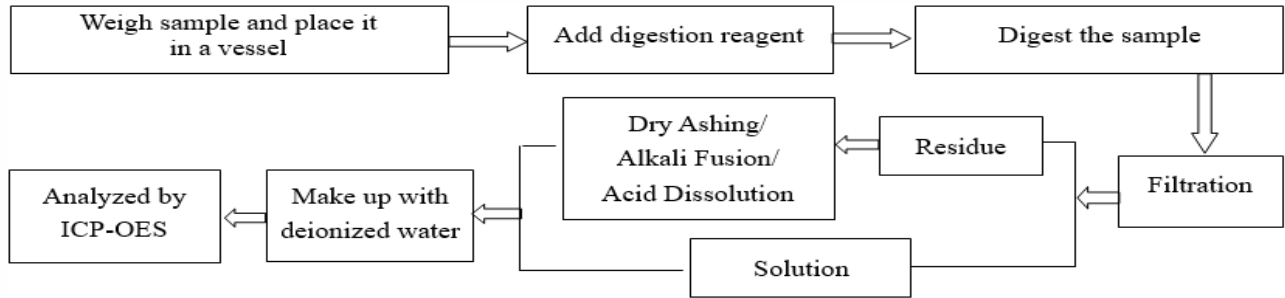 Weigh sample and place it
in a vessel
Add digestion reagent
Digest the sample
Filtration
Residue
Dry Ashing/
Alkali Fusion/
Acid Dissolution
Solution
Make up with
deionized water
Analyzed by
ICP-OES